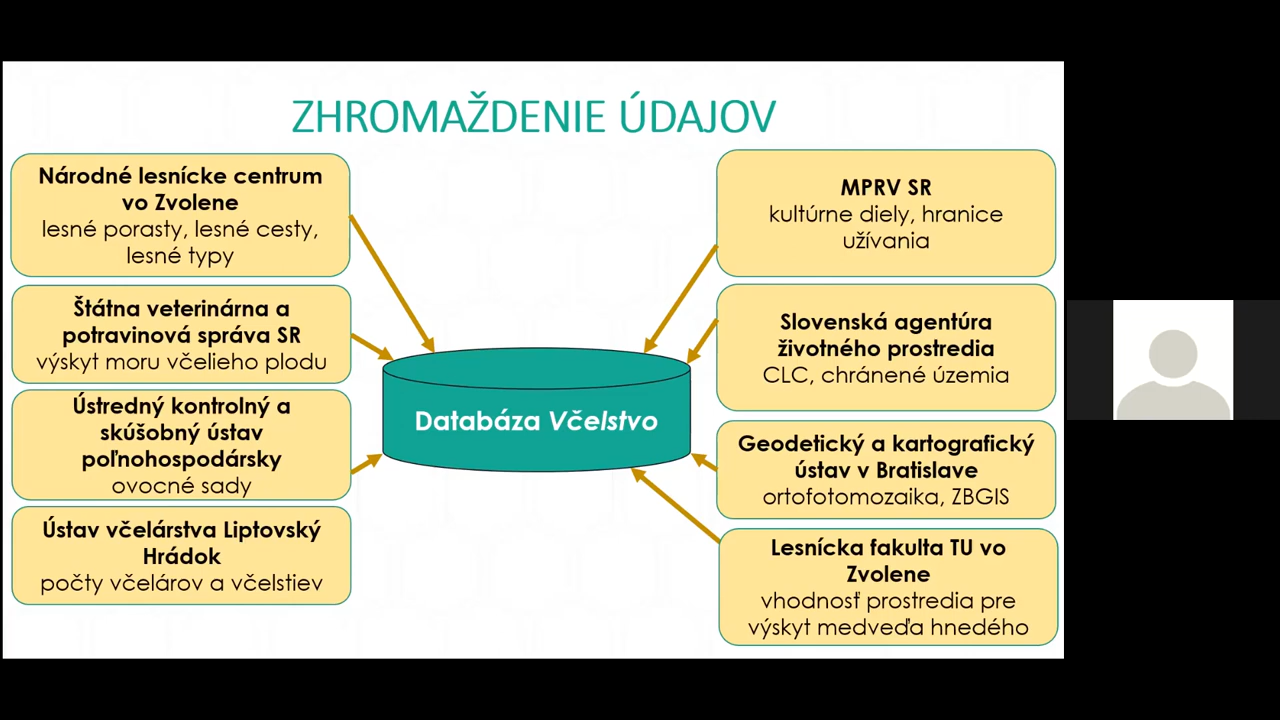 ZHROMAŽDENIE ÚDAJOV
Národné lesnícke centrum
vo Zvolene
lesné porasty, lesné cesty,
lesné typy
Štátna veterinárna a
potravinová správa SR
výskyt moru včelieho plodu
Ústredný kontrolný a
skúšobný ústav
poľnohospodársky
ovocné sady
Ústav včelárstva Liptovský
Hrádok
počty včelárov a včelstiev
Databáza Včelstvo
MPRV SR
kultúrne diely, hranice
užívania
Slovenská agentúra
životného prostredia
CLC, chránené územia
Geodetický a kartografický
ústav v Bratislave
ortofotomozaika, ZBGIS
Lesnícka fakulta TU vo
Zvolene
vhodnosť prostredia pre
výskyt medveďa hnedého